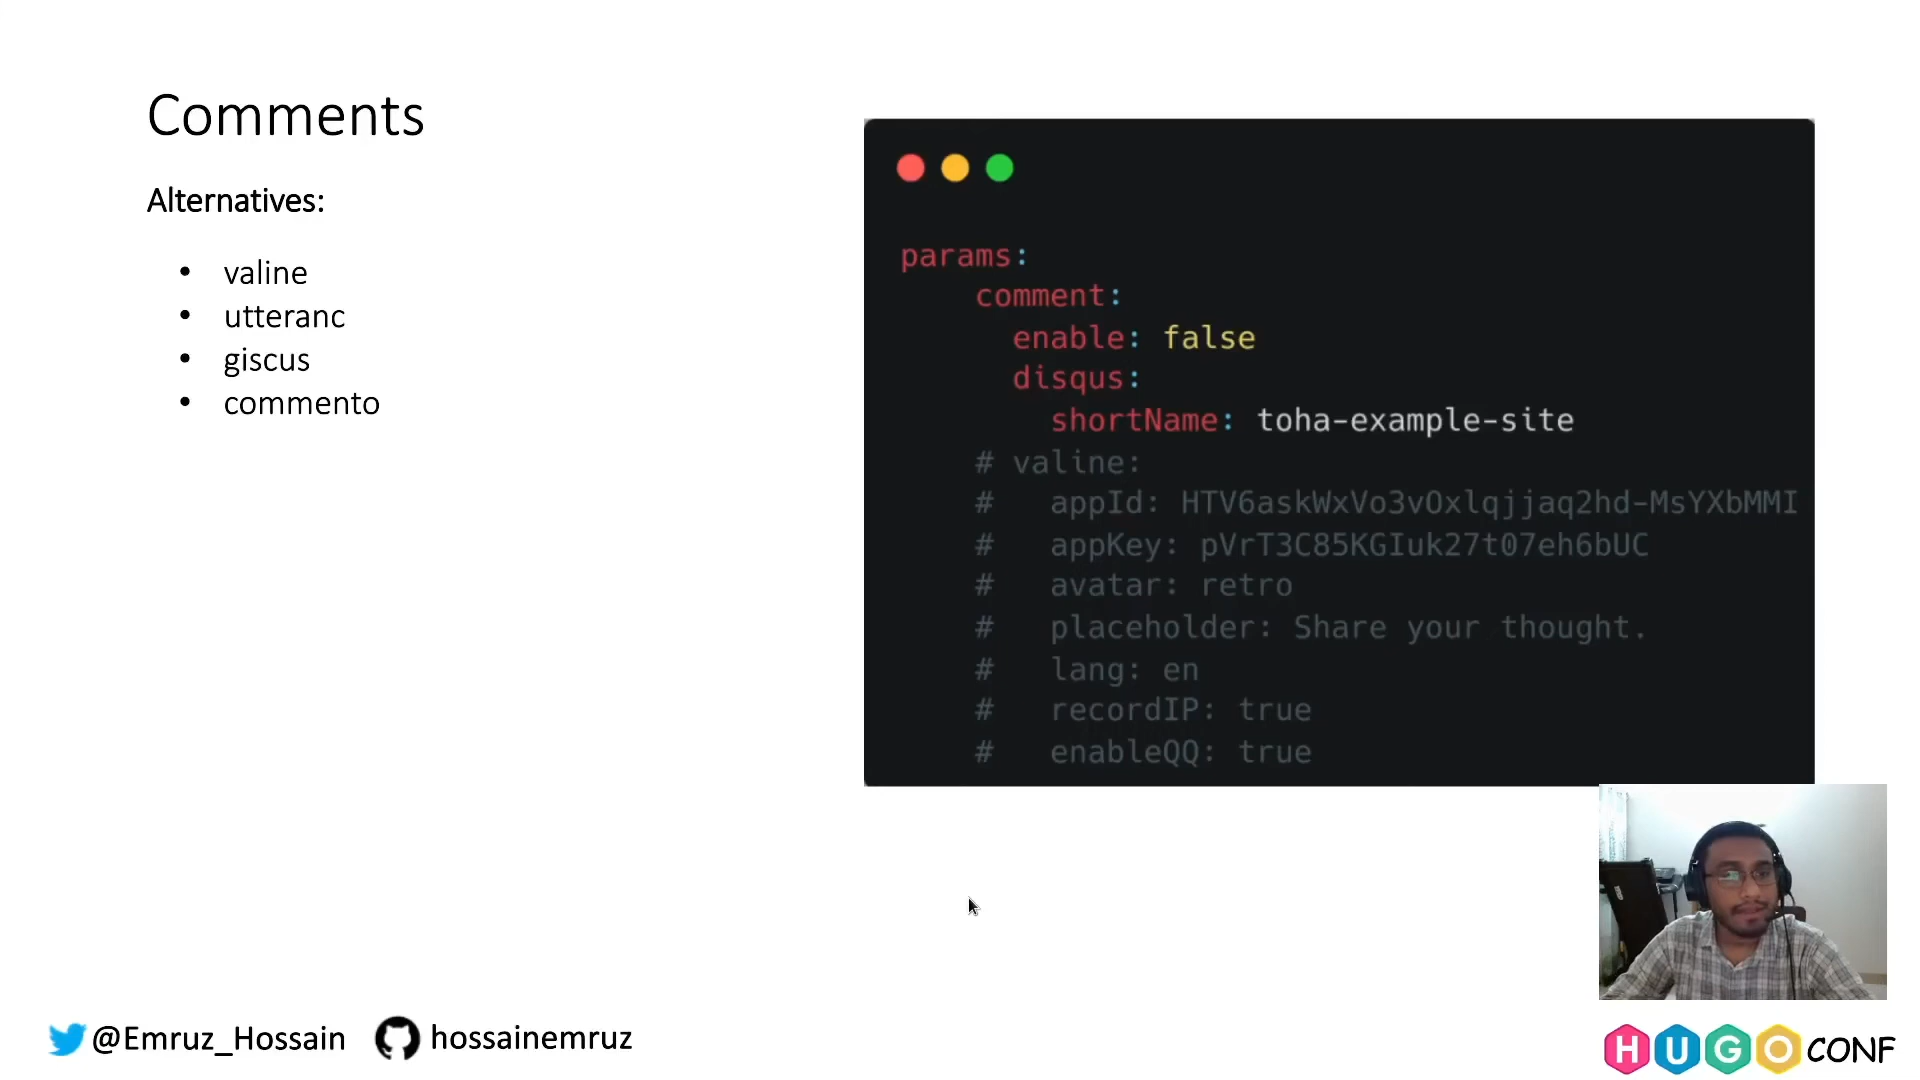 Comments
Alternatives:
• valine
• utteranc
• giscus
• commento
params:
comment:
enable: false
disqus:
shortName: toha-example-site
# valine:
# appId: HTV6askWxVo3vOxlqjjaq2hd-MsYXbMMI
# appKey: pVrT3C85KGIuk27t07eh6bUC
# avatar: retro
# placeholder: Share your thought.
# lang: en
# recordIP: true
# enableQQ: true
@Emruz_Hossain
hossainemruz
HUGO CONF